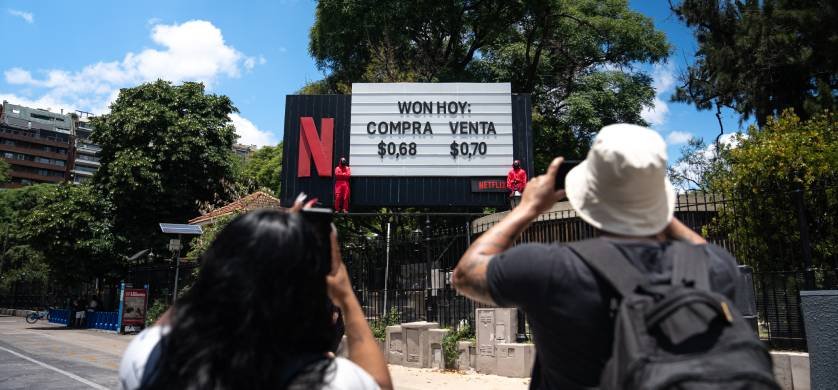 N
WON HOY:
COMPRA VENTA
$0,68 $0,70
NETFLIX